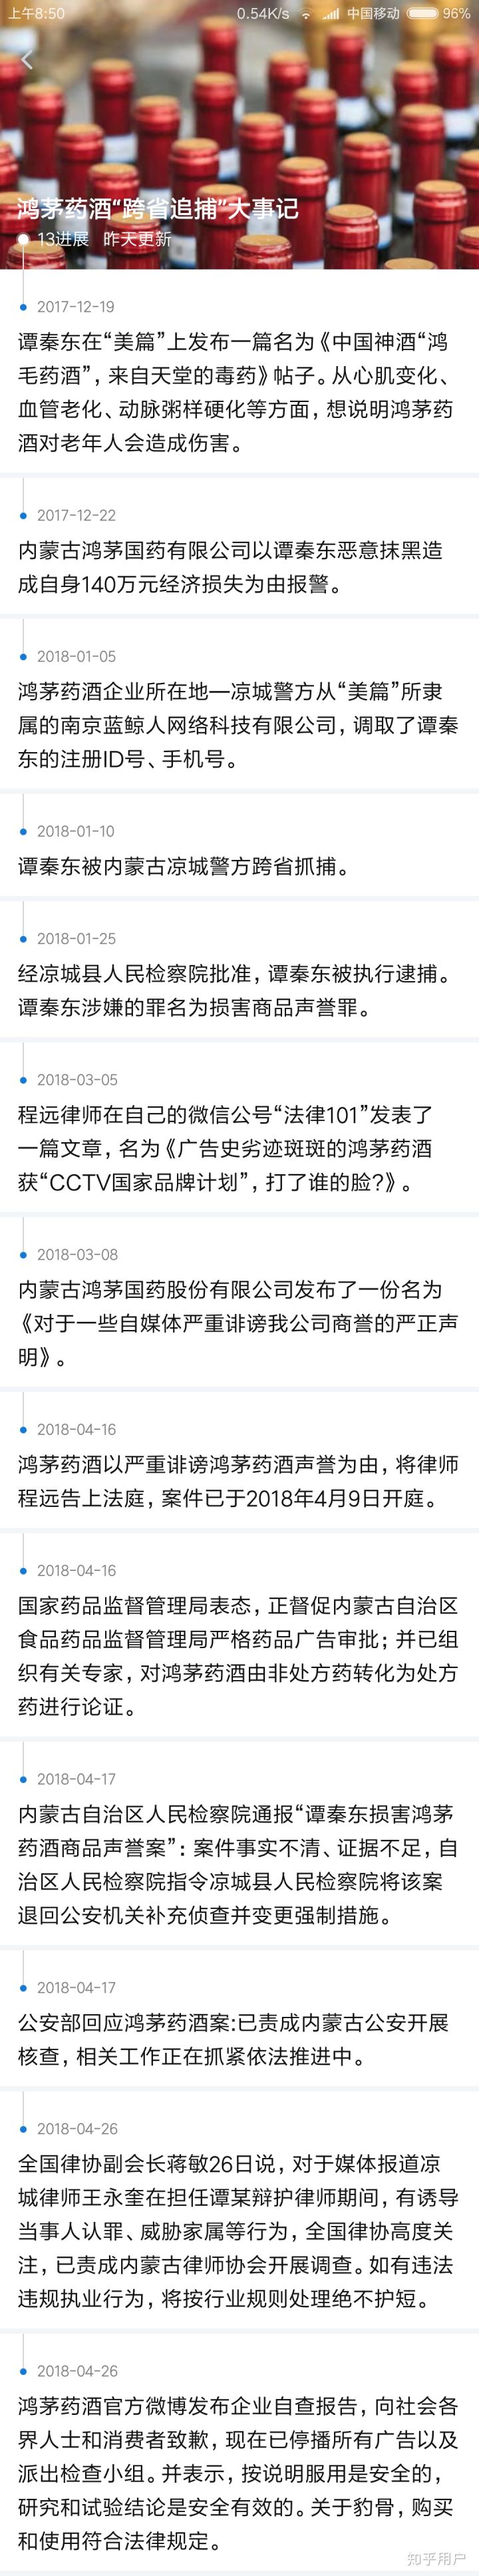 上午8:50 0.54K/s 中国移动 96%
鸿茅药酒“跨省追捕”大事记
13进展 昨天更新
2017-12-19
谭秦东在“美篇”上发布一篇名为《中国神酒“鸿
毛药酒”，来自天堂的毒药》帖子。从心肌变化、
血管老化、动脉粥样硬化等方面，想说明鸿茅药
酒对老年人会造成伤害。
2017-12-22
内蒙古鸿茅国药有限公司以谭秦东恶意抹黑造
成自身140万元经济损失为由报警。
2018-01-05
鸿茅药酒企业所在地—凉城警方从“美篇”所隶
属的南京蓝鲸人网络科技有限公司，调取了谭秦
东的注册ID号、手机号。
2018-01-10
谭秦东被内蒙古凉城警方跨省抓捕。
2018-01-25
经凉城县人民检察院批准，谭秦东被执行逮捕。
谭秦东涉嫌的罪名为损害商品声誉罪。
2018-03-05
程远律师在自己的微信公号“法律101”发表了
一篇文章，名为《广告史劣迹斑斑的鸿茅药酒
获“CCTV国家品牌计划”，打了谁的脸?》。
2018-03-08
内蒙古鸿茅国药股份有限公司发布了一份名为
《对于一些自媒体严重诽谤我公司商誉的严正声
明》。
2018-04-16
鸿茅药酒以严重诽谤鸿茅药酒声誉为由，将律师
程远告上法庭，案件已于2018年4月9日开庭。
2018-04-16
国家药品监督管理局表态，正督促内蒙古自治区
食品药品监督管理局严格药品广告审批；并已组
织有关专家，对鸿茅药酒由非处方药转化为处方
药进行论证。
2018-04-17
内蒙古自治区人民检察院通报“谭秦东损害鸿茅
药酒商品声誉案”：案件事实不清、证据不足，自
治区人民检察院指令凉城县人民检察院将该案
退回公安机关补充侦查并变更强制措施。
2018-04-17
公安部回应鸿茅药酒案:已责成内蒙古公安开展
核查，相关工作正在抓紧依法推进中。
2018-04-26
全国律协副会长蒋敏26日说，对于媒体报道凉
城律师王永奎在担任谭某辩护律师期间，有诱导
当事人认罪、威胁家属等行为，全国律协高度关
注，已责成内蒙古律师协会开展调查。如有违法
违规执业行为，将按行业规则处理绝不护短。
2018-04-26
鸿茅药酒官方微博发布企业自查报告，向社会各
界人士和消费者致歉，现在已停播所有广告以及
派出检查小组。并表示，按说明服用是安全的，
研究和试验结论是安全有效的。关于豹骨，购买
和使用符合法律规定。
知乎用户